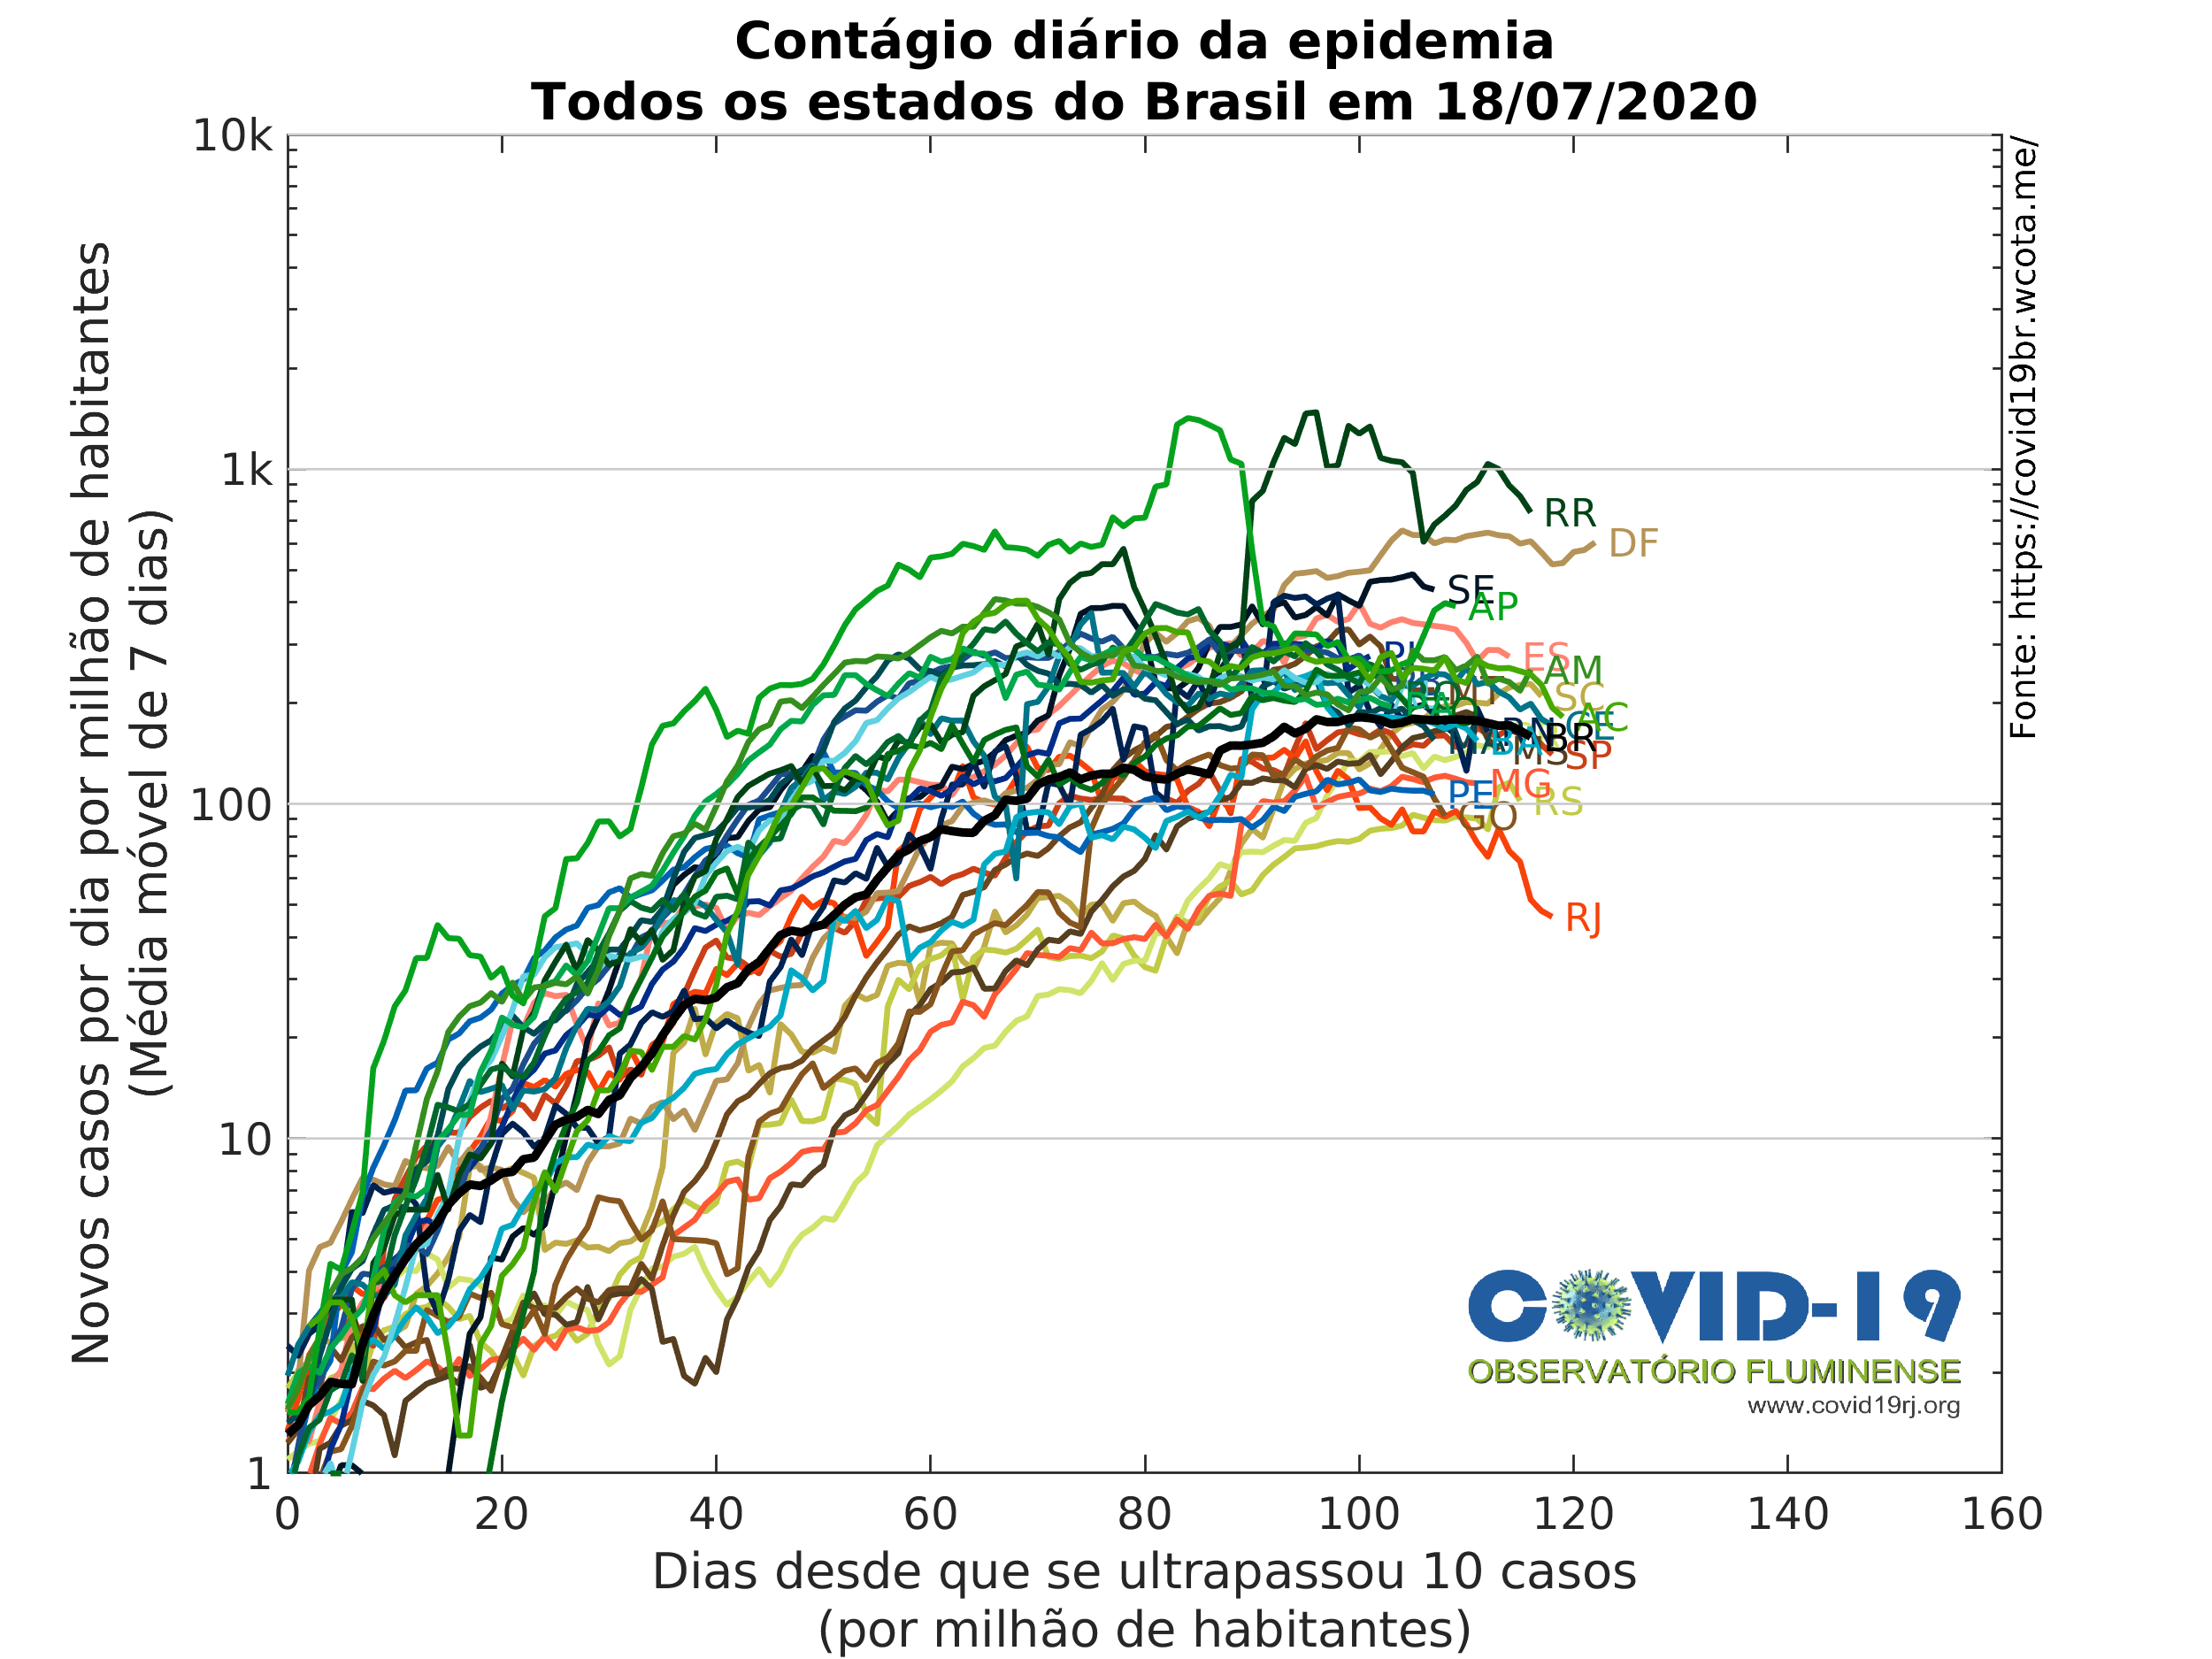 Contágio diário da epidemia
Todos os estados do Brasil em 18/07/2020
Novos casos por dia por milhão de habitantes
(Média móvel de 7 dias)
10k
1k
100
10
1
0 20 40 60 80 100 120 140 160
Dias desde que se ultrapassou 10 casos
(por milhão de habitantes)
Fonte: https://covid19br.wcota.me/
RR
DF
SE
AP
ES
AM
SC
AC
CE
BR
MS
SP
MG
PE
RS
GO
RJ
COVID-19
OBSERVATÓRIO FLUMINENSE
www.covid19rj.org